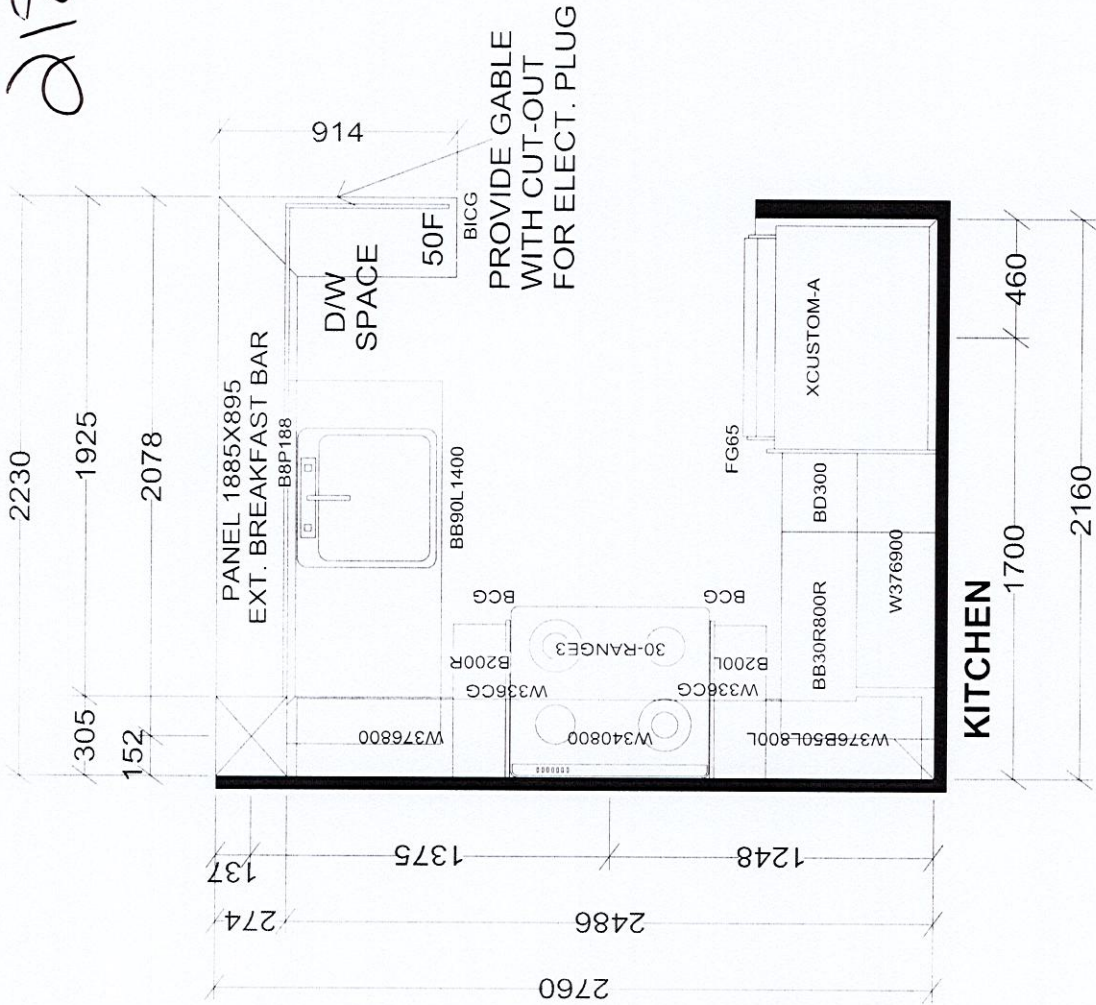 2230
1925
2078
305
152
914
PANEL 1885X895
EXT. BREAKFAST BAR
B8P188
D/W
SPACE
50F
BICG
PROVIDE GABLE
WITH CUT-OUT
FOR ELECT. PLUG
BB90L1400
BCG
B200R
W336CG
W376800
30-RANGE3
W340800
BCG
B200L
W336CG
W376B50L800L
FG65
BD300
XCUSTOM-A
BB30R800R
W376900
KITCHEN
137
1375
1248
274
2486
2760
460
1700
2160